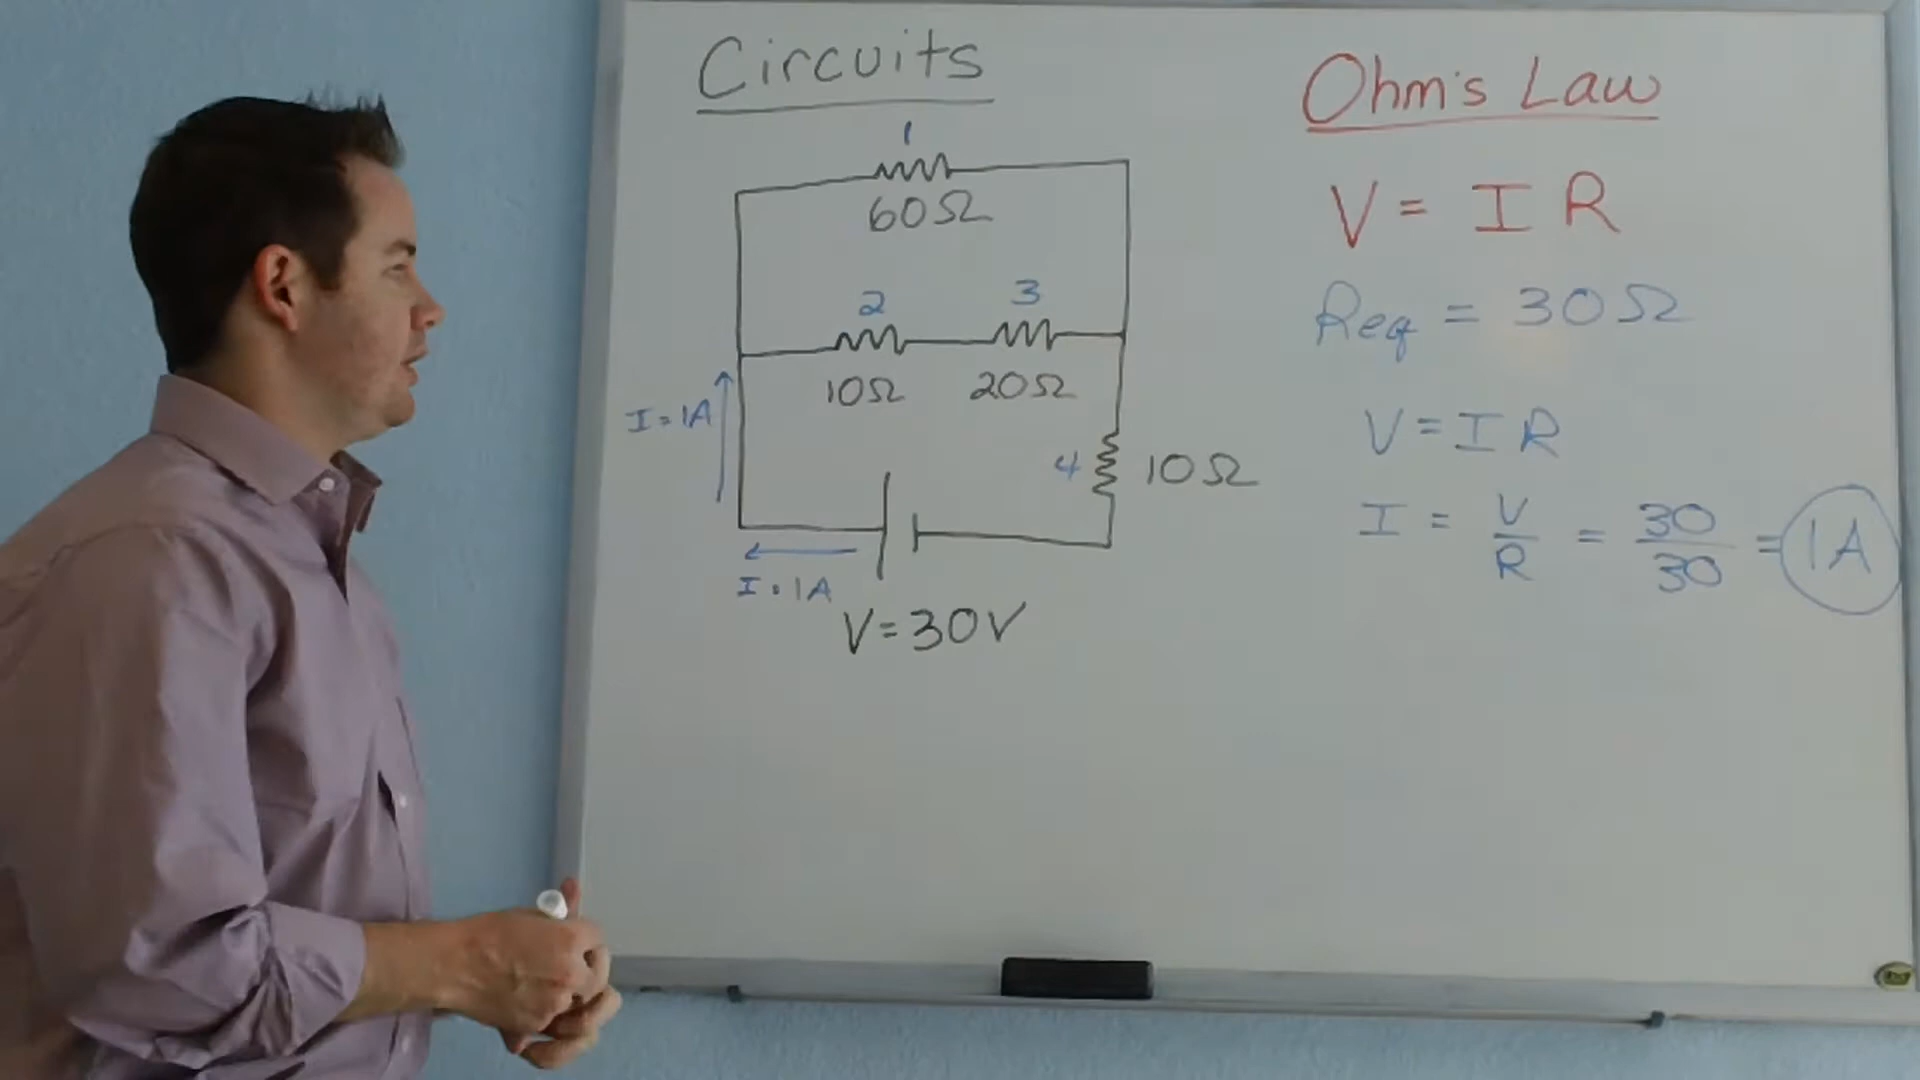 Circuits
1
60Ω
2
3
10Ω
20Ω
I=1A
4
10Ω
I=1A
V=30V
Ohm's Law
V = I R
Req = 30Ω
V = I R
I = V/R = 30/30 = 1A